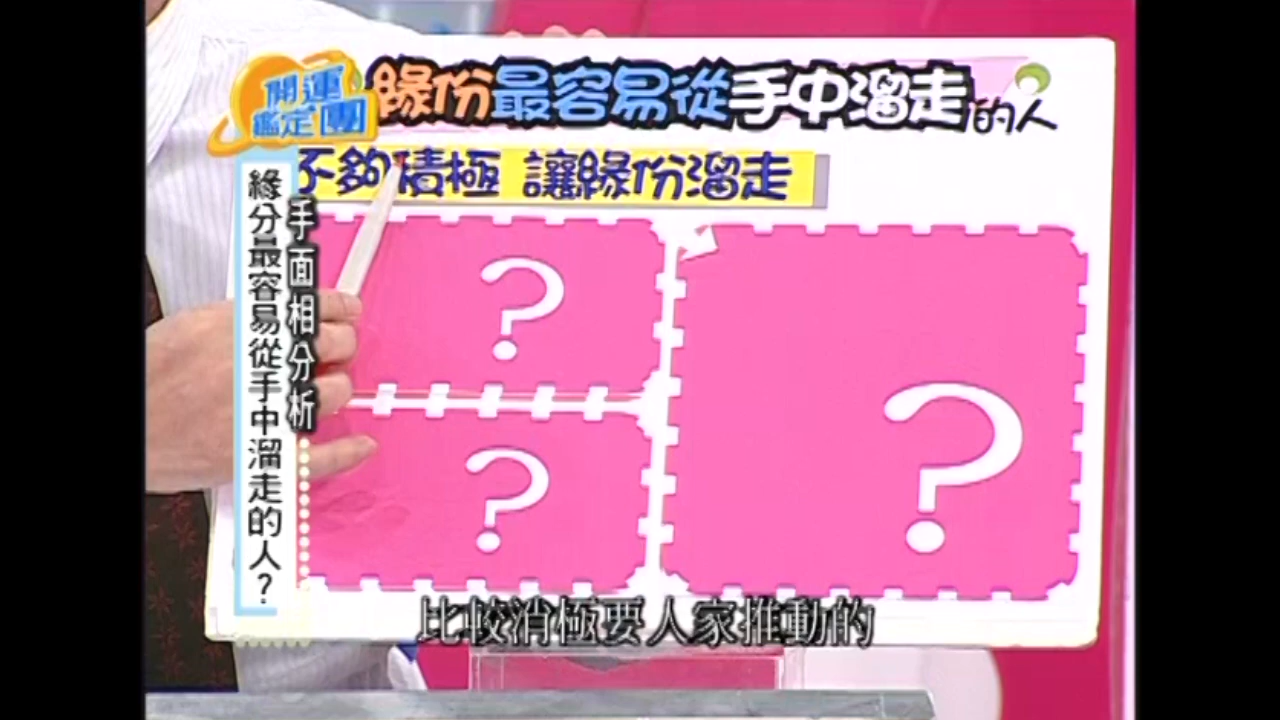 開運
鑑定團
緣份最容易從手中溜走的人
不夠積極 讓緣份溜走
手面相分析
緣分最容易從手中溜走的人?
?
?
?
比較消極要人家推動的